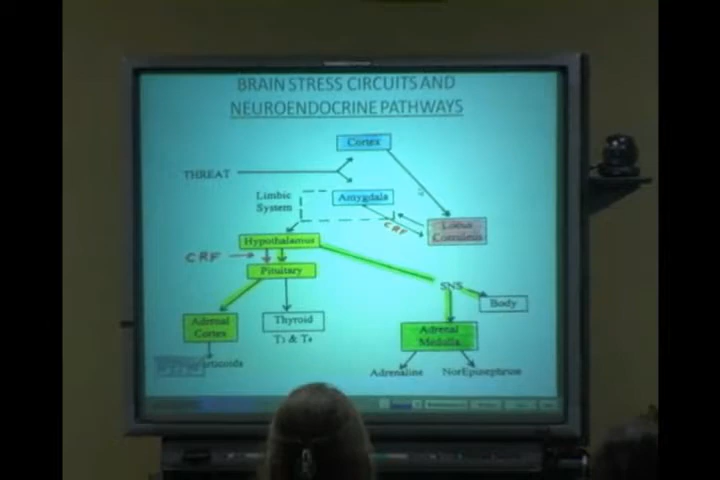 BRAIN STRESS CIRCUITS AND
NEUROENDOCRINE PATHWAYS
Cortex
THREAT
Limbic
System
Amygdala
CRF
Locus
Coeruleus
Hypothalamus
CRF
Pituitary
SNS
Body
Adrenal
Cortex
Thyroid
T3 & T4
Adrenal
Medulla
Adrenaline
NorEpinephrine